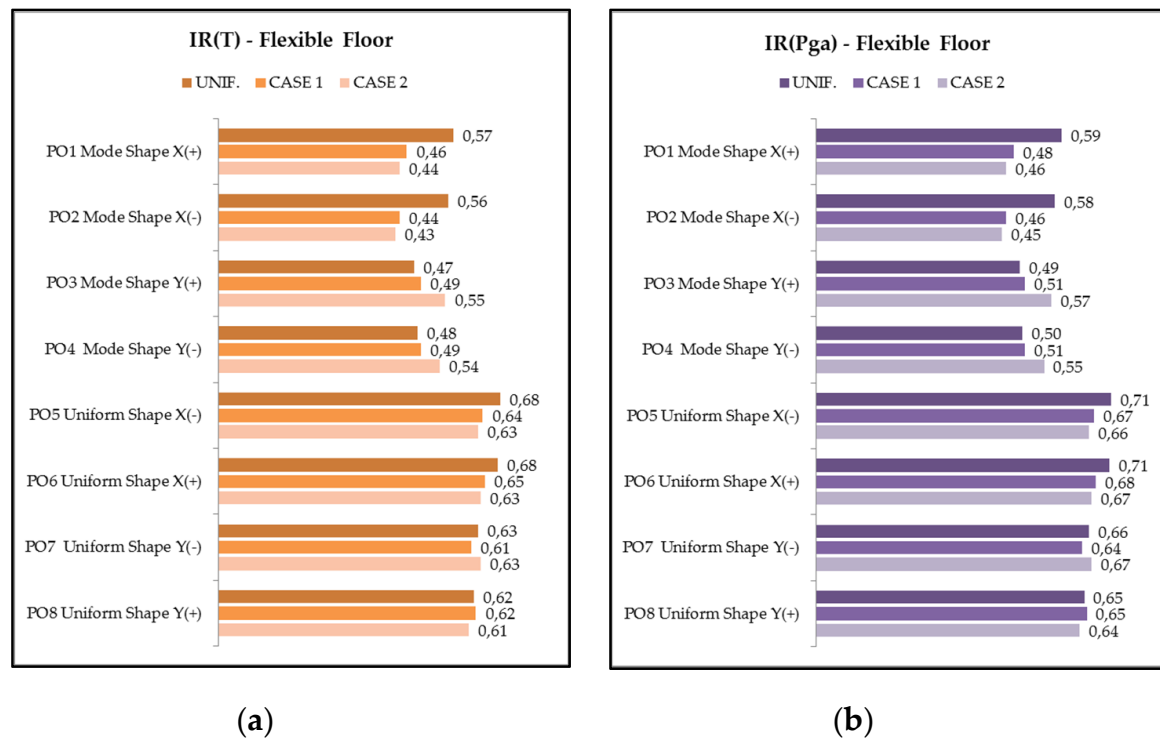 IR(T) - Flexible Floor
UNIF. CASE 1 CASE 2
PO1 Mode Shape X(+)
0,57
0,46
0,44
PO2 Mode Shape X(-)
0,56
0,44
0,43
PO3 Mode Shape Y(+)
0,47
0,49
0,55
PO4 Mode Shape Y(-)
0,48
0,49
0,54
PO5 Uniform Shape X(-)
0,68
0,64
0,63
PO6 Uniform Shape X(+)
0,68
0,65
0,63
PO7 Uniform Shape Y(-)
0,63
0,61
0,63
PO8 Uniform Shape Y(+)
0,62
0,62
0,61
(a)
IR(Pga) - Flexible Floor
UNIF. CASE 1 CASE 2
PO1 Mode Shape X(+)
0,59
0,48
0,46
PO2 Mode Shape X(-)
0,58
0,46
0,45
PO3 Mode Shape Y(+)
0,49
0,51
0,57
PO4 Mode Shape Y(-)
0,50
0,51
0,55
PO5 Uniform Shape X(-)
0,71
0,67
0,66
PO6 Uniform Shape X(+)
0,71
0,68
0,67
PO7 Uniform Shape Y(-)
0,66
0,64
0,67
PO8 Uniform Shape Y(+)
0,65
0,65
0,64
(b)